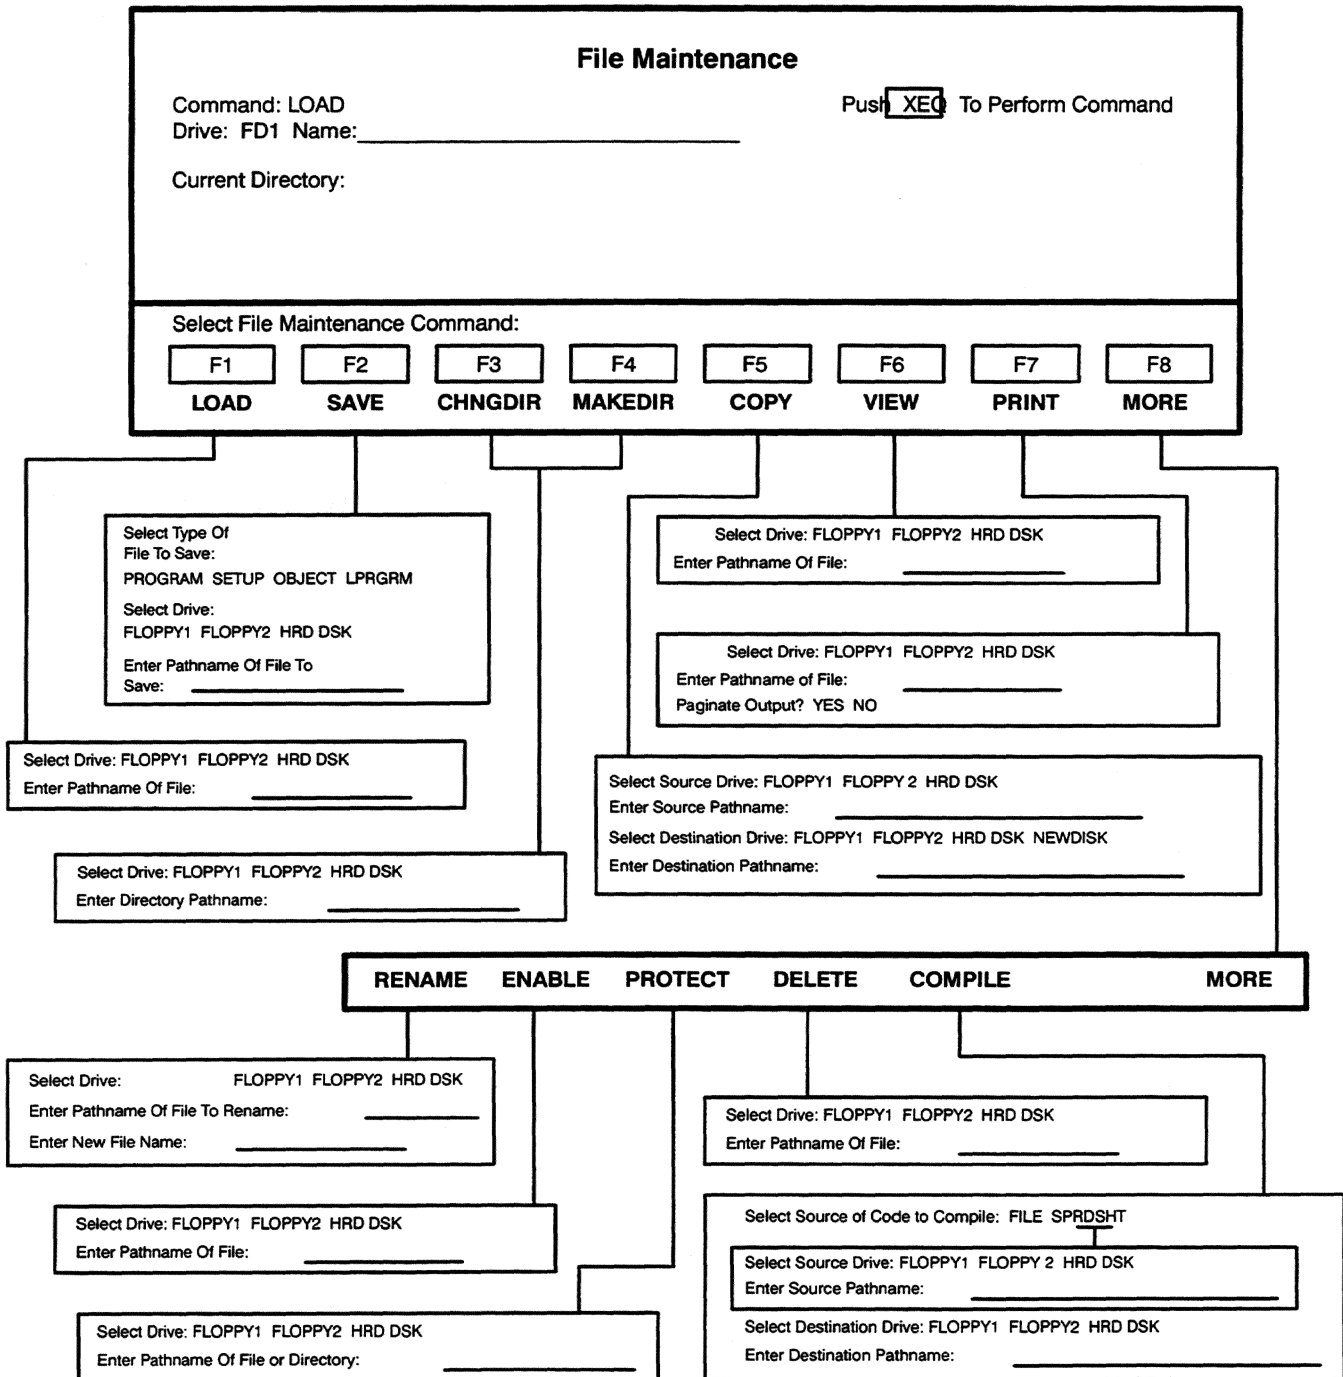 File Maintenance
Command: LOAD
Push XEQ To Perform Command
Drive: FD1 Name:
Current Directory:
Select File Maintenance Command:
F1 F2 F3 F4 F5 F6 F7 F8
LOAD SAVE CHNGDIR MAKEDIR COPY VIEW PRINT MORE
Select Type Of
File To Save:
PROGRAM SETUP OBJECT LPRGRM
Select Drive:
FLOPPY1 FLOPPY2 HRD DSK
Enter Pathname Of File To
Save:
Select Drive: FLOPPY1 FLOPPY2 HRD DSK
Enter Pathname Of File:
Select Drive: FLOPPY1 FLOPPY2 HRD DSK
Enter Pathname of File:
Paginate Output? YES NO
Select Drive: FLOPPY1 FLOPPY2 HRD DSK
Enter Pathname Of File:
Select Source Drive: FLOPPY1 FLOPPY 2 HRD DSK
Enter Source Pathname:
Select Destination Drive: FLOPPY1 FLOPPY2 HRD DSK NEWDISK
Enter Destination Pathname:
Select Drive: FLOPPY1 FLOPPY2 HRD DSK
Enter Directory Pathname:
RENAME ENABLE PROTECT DELETE COMPILE MORE
Select Drive: FLOPPY1 FLOPPY2 HRD DSK
Enter Pathname Of File To Rename:
Enter New File Name:
Select Drive: FLOPPY1 FLOPPY2 HRD DSK
Enter Pathname Of File:
Select Drive: FLOPPY1 FLOPPY2 HRD DSK
Enter Pathname Of File:
Select Source of Code to Compile: FILE SPRDSHT
Select Source Drive: FLOPPY1 FLOPPY 2 HRD DSK
Enter Source Pathname:
Select Destination Drive: FLOPPY1 FLOPPY2 HRD DSK
Enter Destination Pathname:
Select Drive: FLOPPY1 FLOPPY2 HRD DSK
Enter Pathname Of File or Directory: